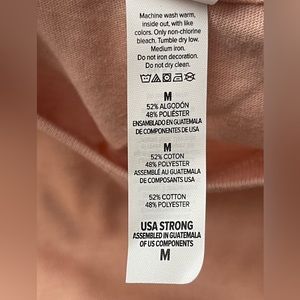 Machine wash warm,
inside out, with like
colors. Only non-chlorine
bleach. Tumble dry low.
Medium iron.
Do not iron decoration.
Do not dry clean.
M
52% ALGODÓN
48% POLIÉSTER
ENSAMBLADO EN GUATEMALA
DE COMPONENTES DE USA
M
52% COTON
48% POLYESTER
ASSEMBLÉ AU GUATEMALA
DE COMPOSANTS USA
52% COTTON
48% POLYESTER
USA STRONG
ASSEMBLED IN GUATEMALA
OF US COMPONENTS
M